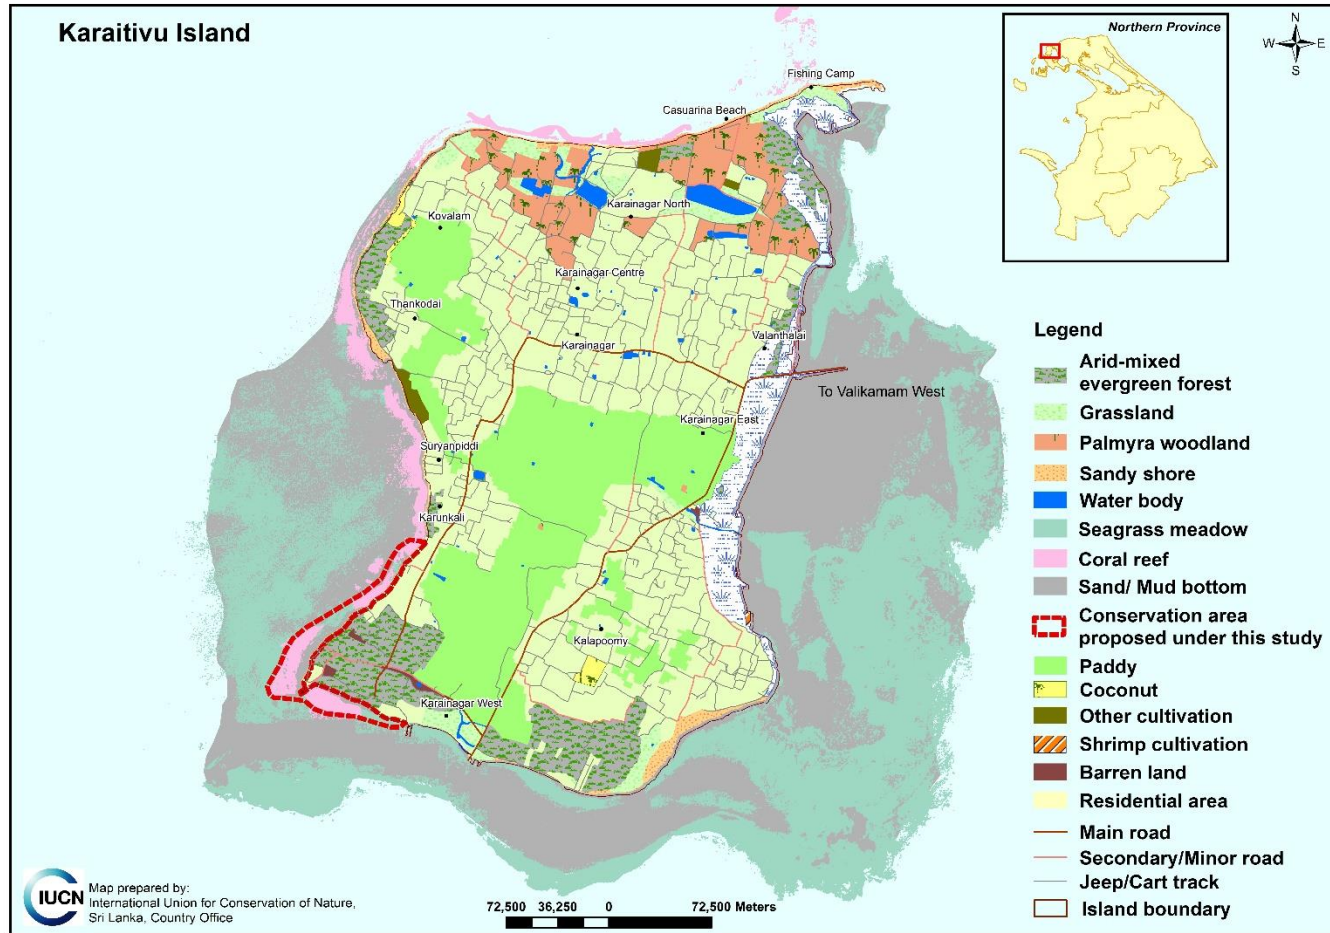 Karaitivu Island
Northern Province
N
W
E
S
Fishing Camp
Casuarina Beach
Karainagar North
Kovalam
Karainagar Centre
Thankodai
Karainagar
Valanthalai
To Valikamam West
Karainagar East
Suryanpiddi
Karunkali
Kalapoomy
Karainagar West
Legend
Arid-mixed
evergreen forest
Grassland
Palmyra woodland
Sandy shore
Water body
Seagrass meadow
Coral reef
Sand/ Mud bottom
Conservation area
proposed under this study
Paddy
Coconut
Other cultivation
Shrimp cultivation
Barren land
Residential area
Main road
Secondary/Minor road
Jeep/Cart track
Island boundary
IUCN
Map prepared by:
International Union for Conservation of Nature,
Sri Lanka, Country Office
72,500 36,250 0 72,500 Meters